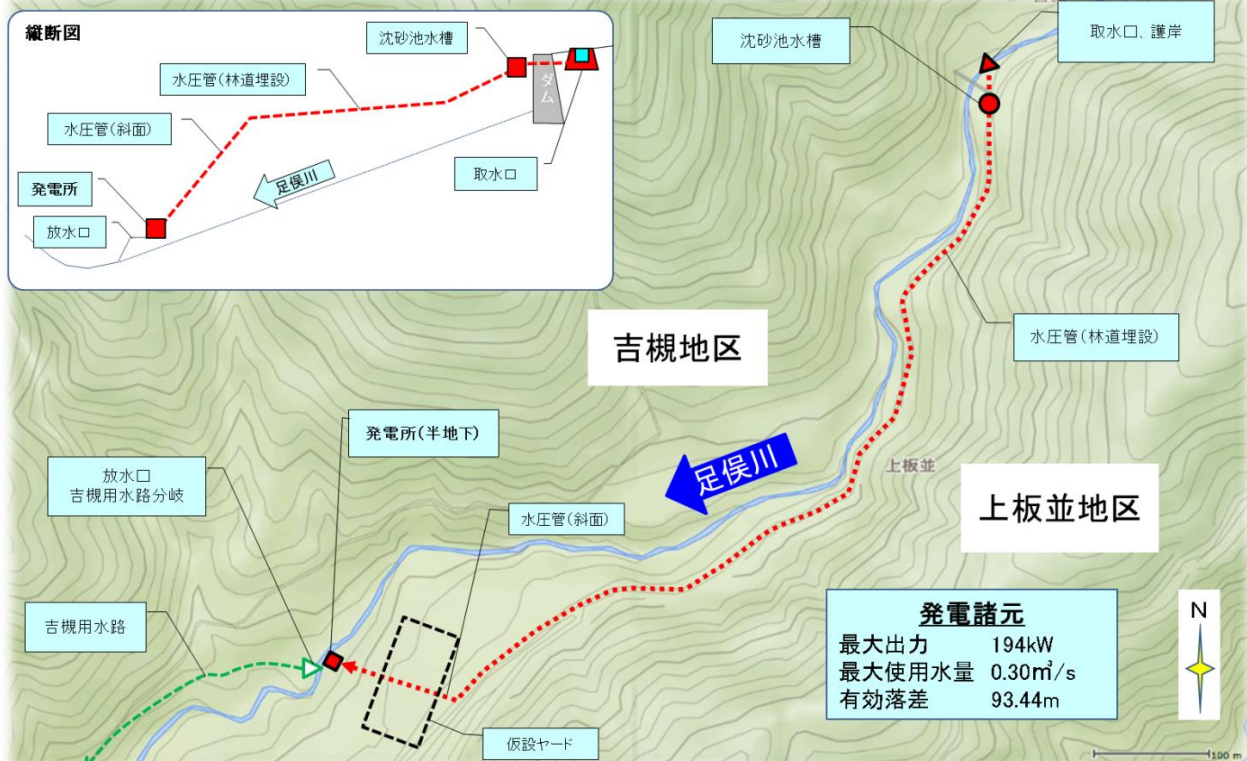 縦断図
沈砂池水槽
水圧管(林道埋設)
ダム
水圧管(斜面)
取水口
発電所
足俣川
放水口
沈砂池水槽
取水口、護岸
水圧管(林道埋設)
吉槻地区
発電所(半地下)
放水口
吉槻用水路分岐
足俣川
上板並
水圧管(斜面)
上板並地区
吉槻用水路
仮設ヤード
発電諸元
最大出力 194kW
最大使用水量 0.30㎥/s
有効落差 93.44m
N
100 m